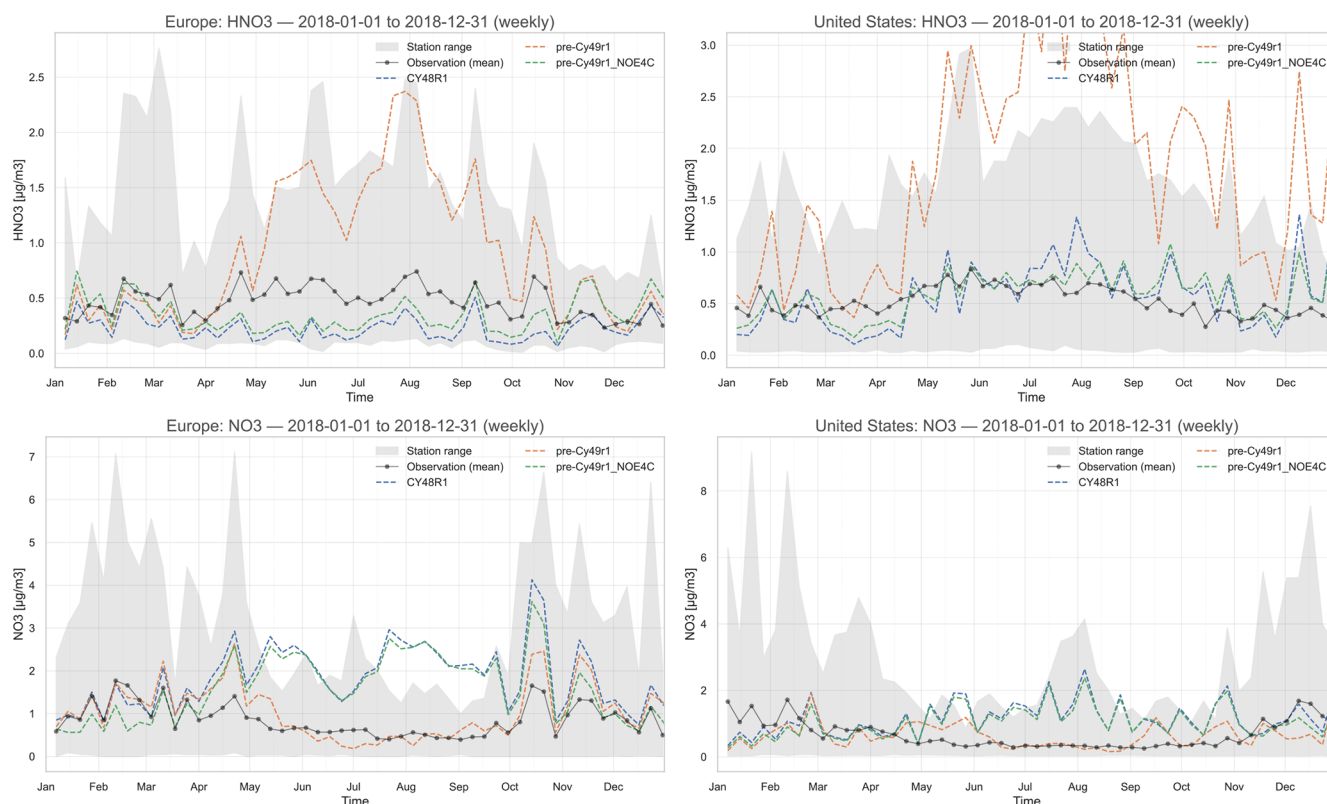 Europe: HNO3 — 2018-01-01 to 2018-12-31 (weekly)
Station range
Observation (mean)
CY48R1
pre-Cy49r1
pre-Cy49r1_NOE4C
HNO3 [μg/m3]
2.5
2.0
1.5
1.0
0.5
0.0
Jan Feb Mar Apr May Jun Jul Aug Sep Oct Nov Dec
Time
United States: HNO3 — 2018-01-01 to 2018-12-31 (weekly)
Station range
Observation (mean)
CY48R1
pre-Cy49r1
pre-Cy49r1_NOE4C
HNO3 [μg/m3]
3.0
2.5
2.0
1.5
1.0
0.5
0.0
Jan Feb Mar Apr May Jun Jul Aug Sep Oct Nov Dec
Time
Europe: NO3 — 2018-01-01 to 2018-12-31 (weekly)
Station range
Observation (mean)
CY48R1
pre-Cy49r1
pre-Cy49r1_NOE4C
NO3 [μg/m3]
7
6
5
4
3
2
1
0
Jan Feb Mar Apr May Jun Jul Aug Sep Oct Nov Dec
Time
United States: NO3 — 2018-01-01 to 2018-12-31 (weekly)
Station range
Observation (mean)
CY48R1
pre-Cy49r1
pre-Cy49r1_NOE4C
NO3 [μg/m3]
8
6
4
2
0
Jan Feb Mar Apr May Jun Jul Aug Sep Oct Nov Dec
Time